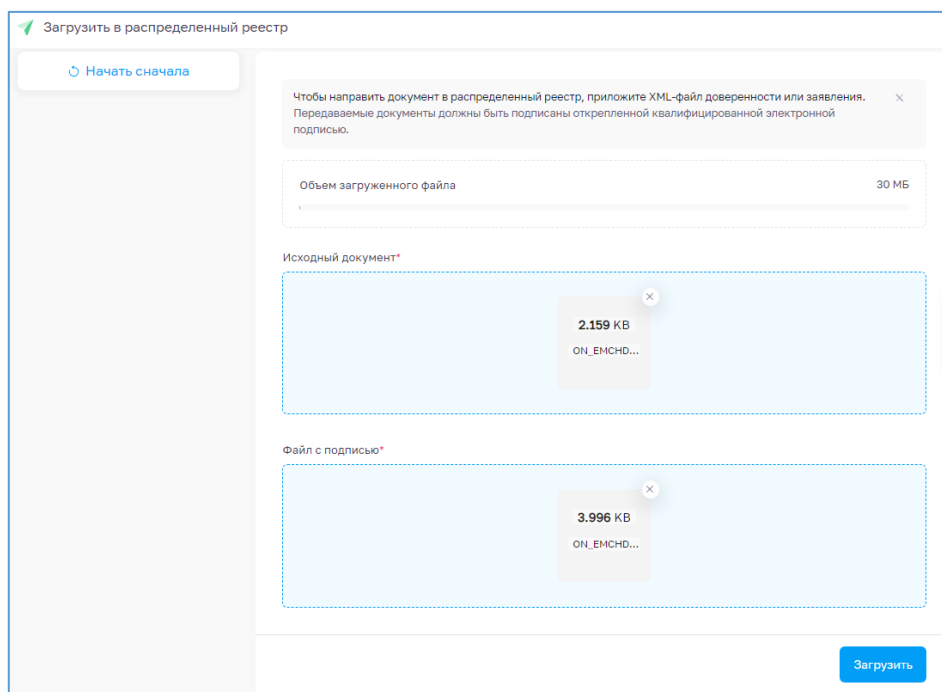 Загрузить в распределенный реестр
Начать сначала
Чтобы направить документ в распределенный реестр, приложите XML-файл доверенности или заявления.
Передаваемые документы должны быть подписаны открепленной квалифицированной электронной
подписью.
Объем загруженного файла 30 МБ
Исходный документ*
2.159 KB
ON_EMCHD...
Файл с подписью*
3.996 KB
ON_EMCHD...
Загрузить